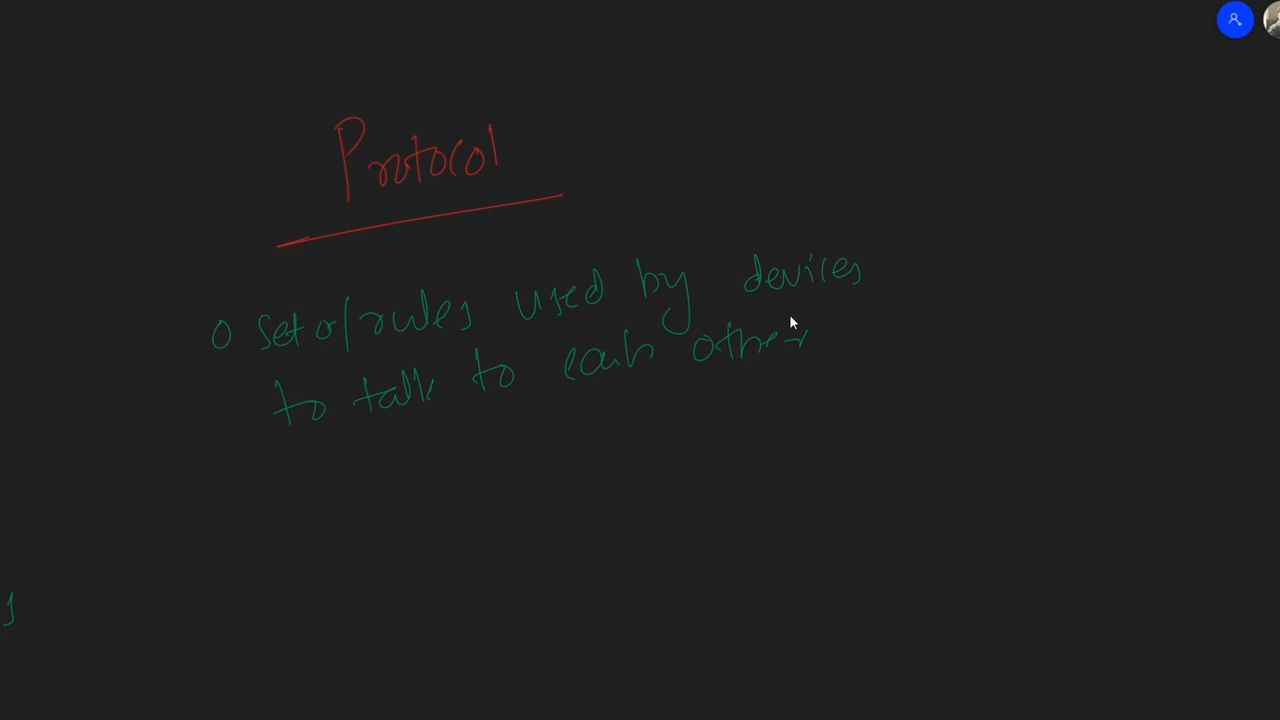 Protocol
o set of rules used by devices
to talk to each other